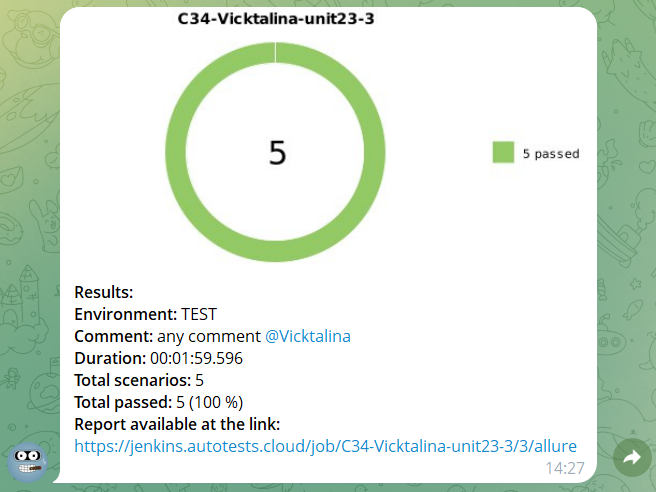 C34-Vicktalina-unit23-3
5
5 passed
Results:
Environment: TEST
Comment: any comment @Vicktalina
Duration: 00:01:59.596
Total scenarios: 5
Total passed: 5 (100 %)
Report available at the link:
https://jenkins.autotests.cloud/job/C34-Vicktalina-unit23-3/3/allure
14:27